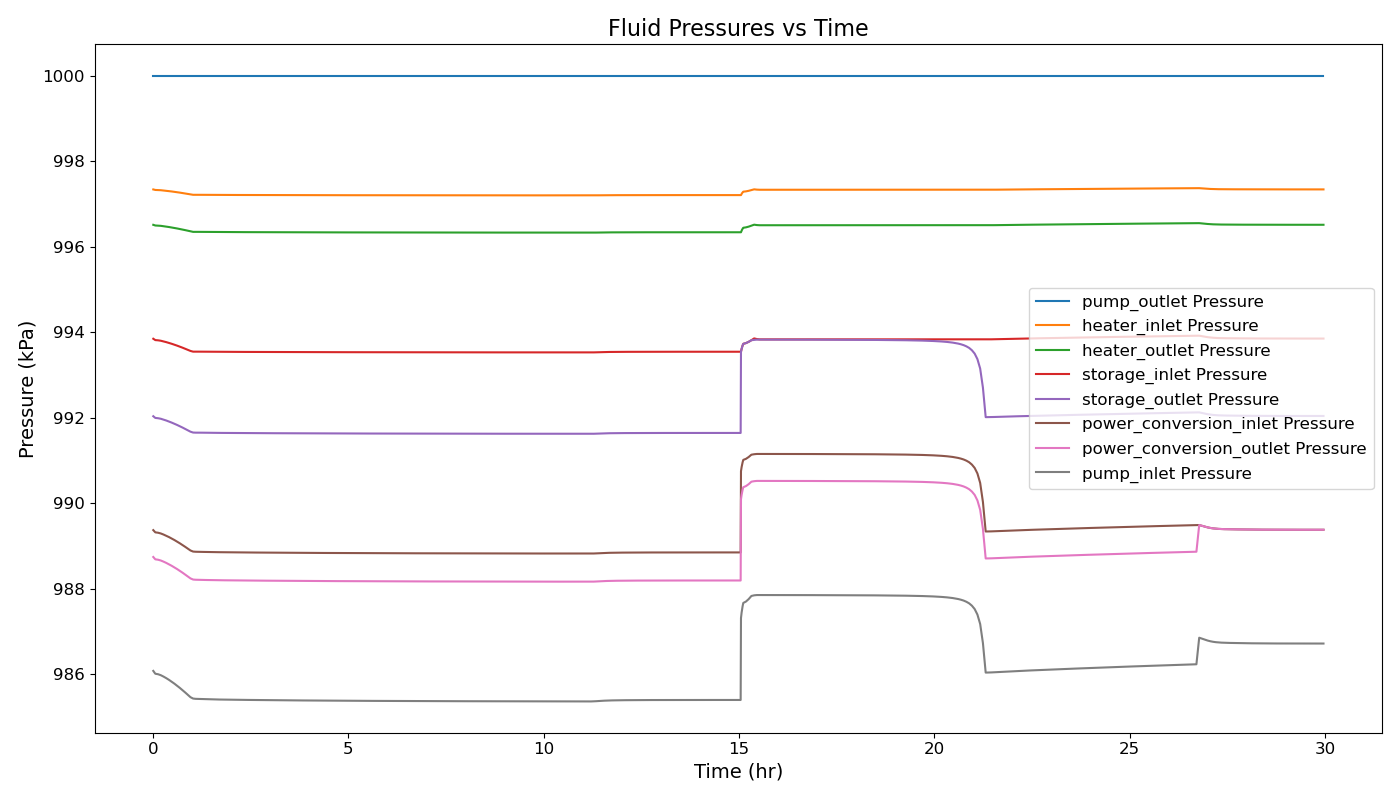 Fluid Pressures vs Time
Pressure (kPa)
1000
998
996
994
992
990
988
986
pump_outlet Pressure
heater_inlet Pressure
heater_outlet Pressure
storage_inlet Pressure
storage_outlet Pressure
power_conversion_inlet Pressure
power_conversion_outlet Pressure
pump_inlet Pressure
0 5 10 15 20 25 30
Time (hr)